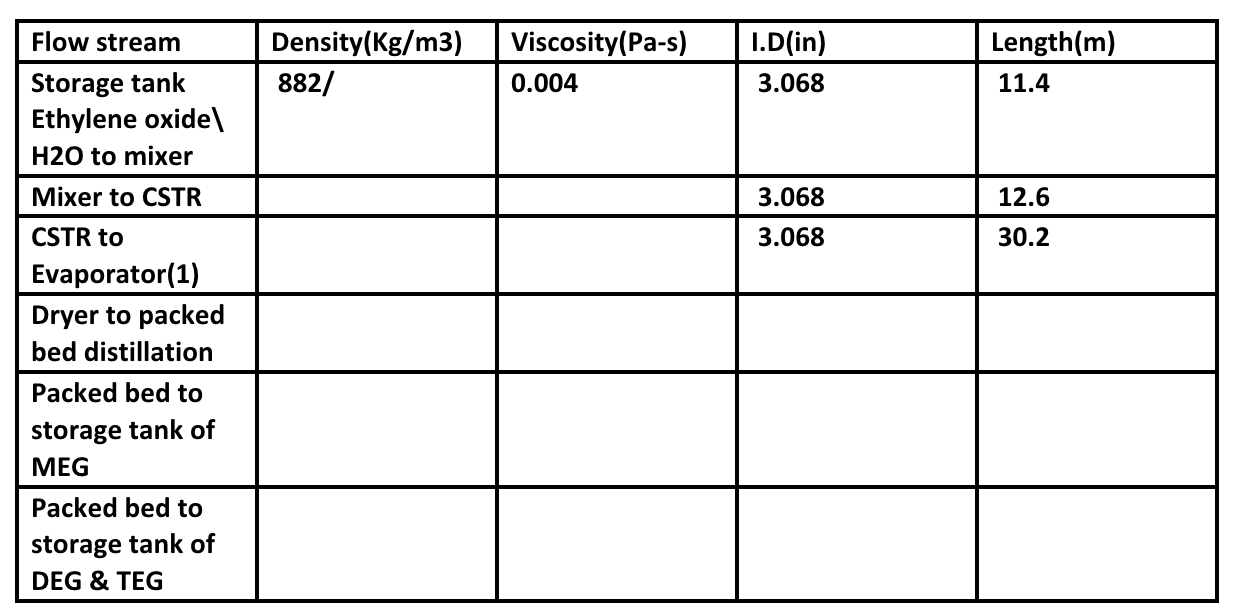 Flow stream Density(Kg/m3) Viscosity(Pa-s) I.D(in) Length(m)
Storage tank 882/ 0.004 3.068 11.4
Ethylene oxide\
H2O to mixer
Mixer to CSTR 3.068 12.6
CSTR to 3.068 30.2
Evaporator(1)
Dryer to packed
bed distillation
Packed bed to
storage tank of
MEG
Packed bed to
storage tank of
DEG & TEG